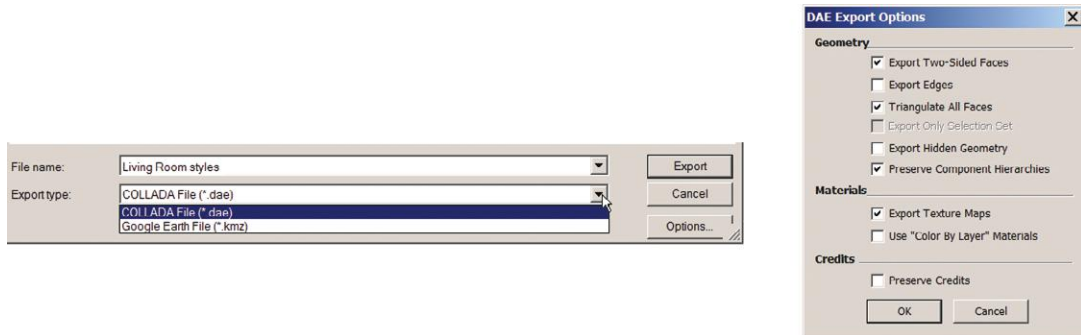 File name:
Living Room styles
Export
Export type:
COLLADA File (*.dae)
Cancel
COLLADA File (*.dae)
Google Earth File (*.kmz)
Options...
DAE Export Options
Geometry
Export Two-Sided Faces
Export Edges
Triangulate All Faces
Export Only Selection Set
Export Hidden Geometry
Preserve Component Hierarchies
Materials
Export Texture Maps
Use "Color By Layer" Materials
Credits
Preserve Credits
OK
Cancel